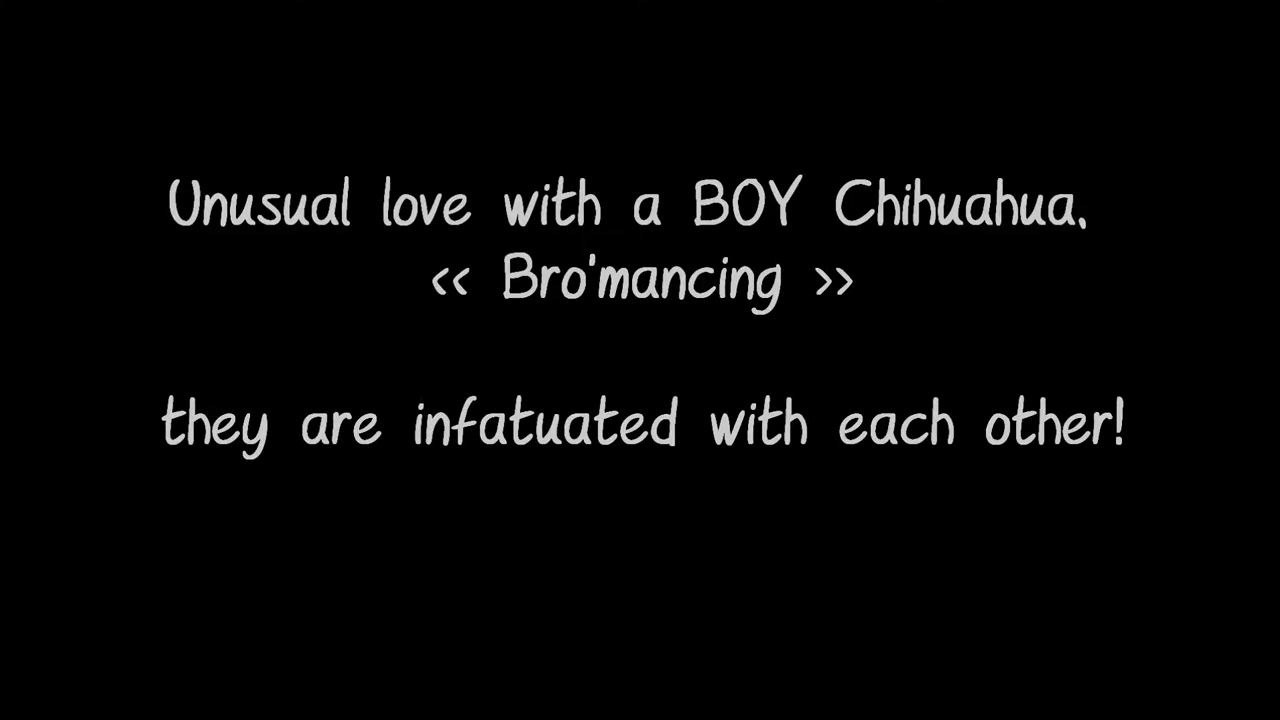 Unusual love with a BOY Chihuahua,
<< Bro'mancing >>
they are infatuated with each other!